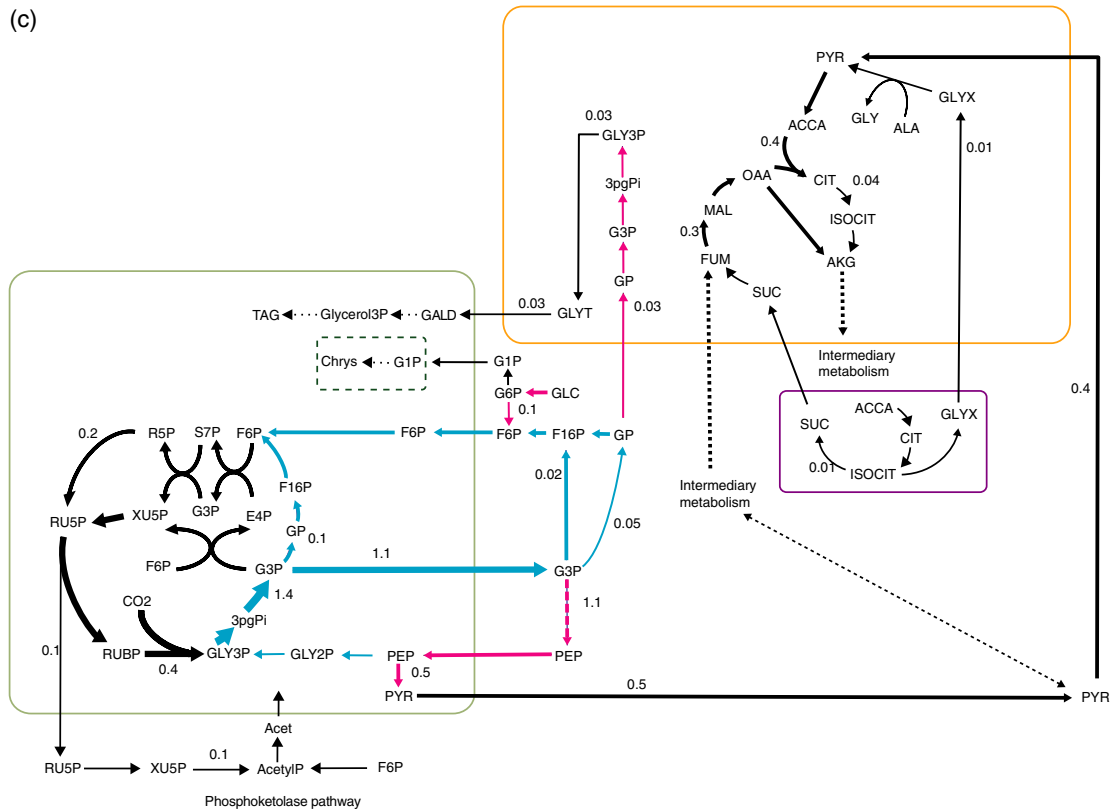 (c)
PYR
GLYX
GLY
ALA
ACCA
0.4
0.03
GLY3P
0.01
OAA
CIT
0.04
3pgPi
MAL
ISOCIT
G3P
0.3
FUM
AKG
GP
SUC
0.03
0.03
TAG
Glycerol3P
GALD
GLYT
Chrys
G1P
G1P
Intermediary
metabolism
G6P
GLC
0.1
0.4
ACCA
GLYX
SUC
CIT
0.01
ISOCIT
0.2
R5P
S7P
F6P
F6P
F6P
F16P
GP
0.02
F16P
Intermediary
metabolism
RU5P
XU5P
G3P
E4P
GP
0.1
0.05
F6P
G3P
1.1
G3P
1.1
CO2
1.4
3pgPi
0.1
RUBP
0.4
GLY3P
GLY2P
PEP
0.5
PEP
PYR
0.5
PYR
Acet
0.1
RU5P
XU5P
AcetylP
F6P
Phosphoketolase pathway